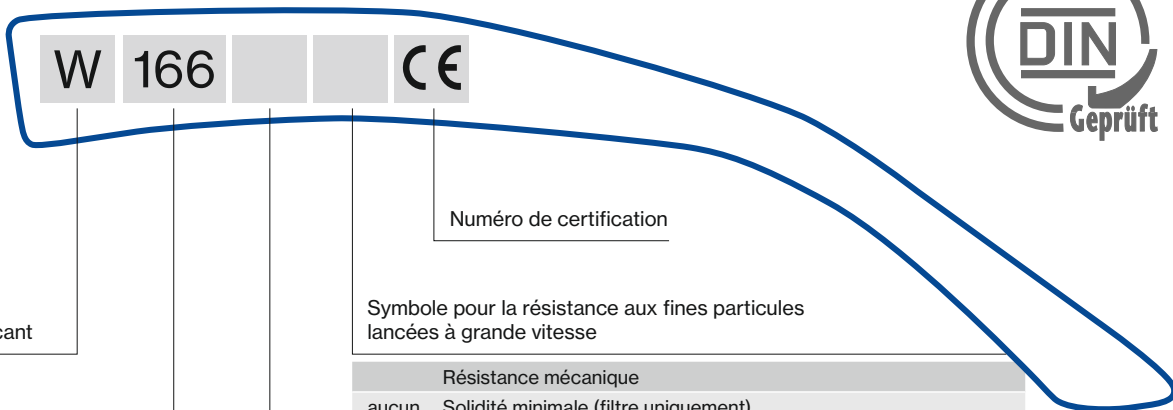 W 166 CE
DIN
Geprüft
Numéro de certification
Symbole pour la résistance aux fines particules
lancées à grande vitesse
Résistance mécanique
aucun Solidité minimale (filtre uniquement)